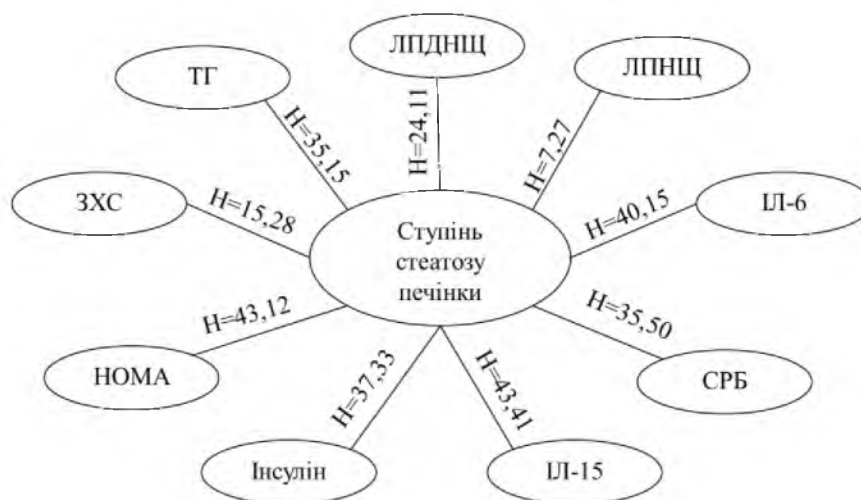 ЛПДНЩ
ТГ
ЛПНЩ
H=24,11
H=35,15
H=7,27
ЗХС
H=15,28
ІЛ-6
H=40,15
Ступінь
стеатозу
печінки
H=43,12
H=35,50
НОМА
СРБ
H=37,33
H=43,41
Інсулін
ІЛ-15